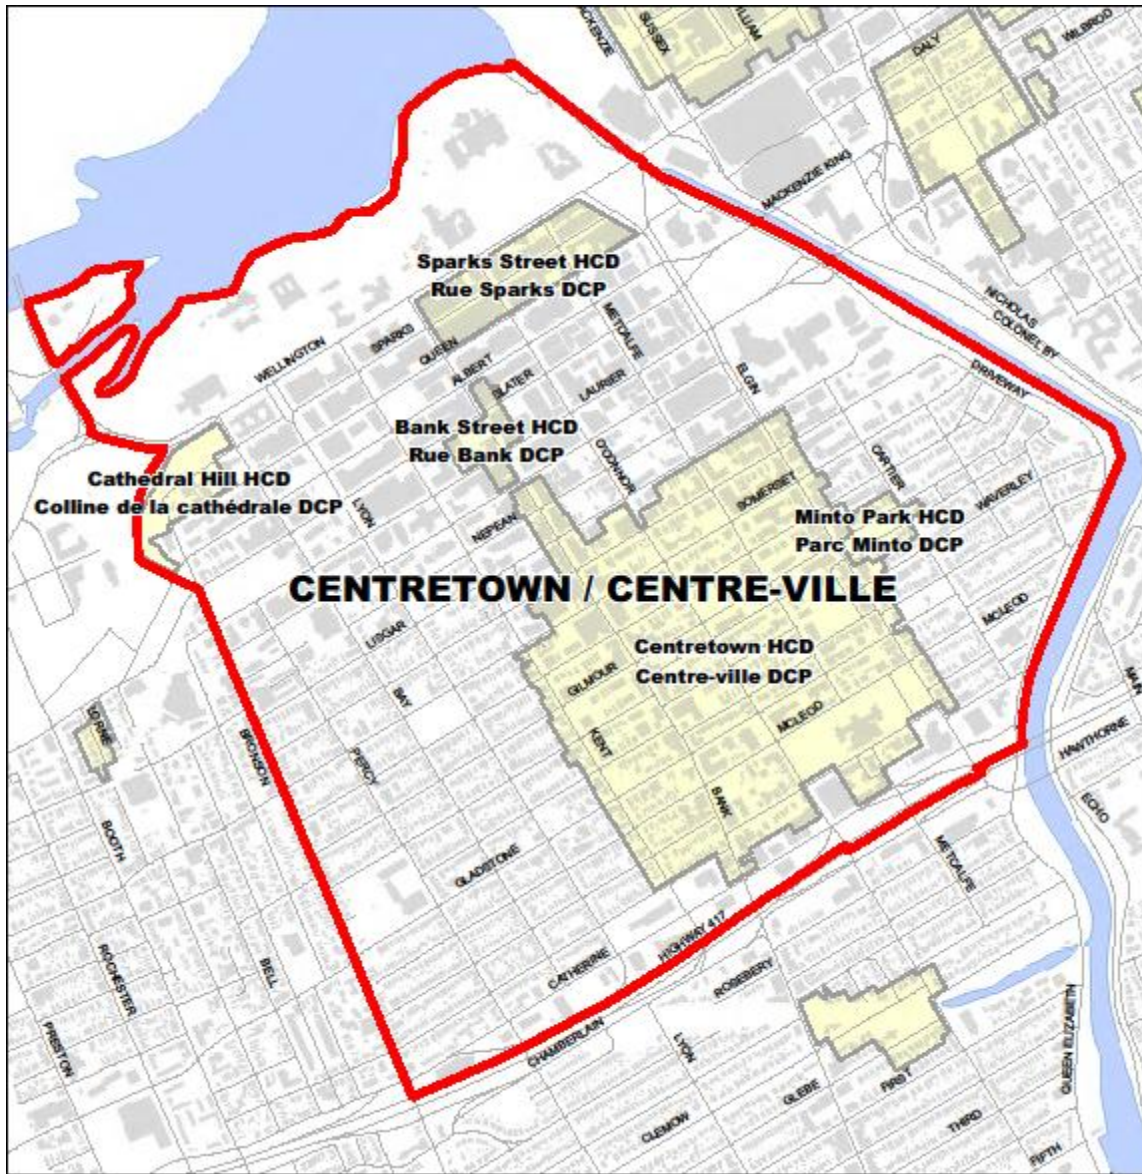 MACKENZIE
SUSSEX
WILLIAM
DALY
WILBROD
MACKENZIE KING
Sparks Street HCD
Rue Sparks DCP
NICHOLAS
COLONEL BY
METCALFE
SPARKS
QUEEN
WELLINGTON
ALBERT
SLATER
LAURIER
ELGIN
DRIVEWAY
Bank Street HCD
Rue Bank DCP
O'CONNOR
CARTIER
Cathedral Hill HCD
Colline de la cathédrale DCP
LYON
NEPEAN
SOMERSET
WAVERLEY
Minto Park HCD
Parc Minto DCP
CENTRETOWN / CENTRE-VILLE
MCLEOD
LISGAR
Centretown HCD
Centre-ville DCP
GILMOUR
BAY
LORNE
BRONSON
PERCY
KENT
MCLEOD
MAIN
HAWTHORNE
BANK
ECHO
BOOTH
GLADSTONE
METCALFE
HIGHWAY 417
CATHERINE
ROSEBERY
ROCHESTER
BELL
CHAMBERLAIN
LYON
QUEEN ELIZABETH
PRESTON
GLEBE
FIRST
THIRD
CLEMOW
FIFTH